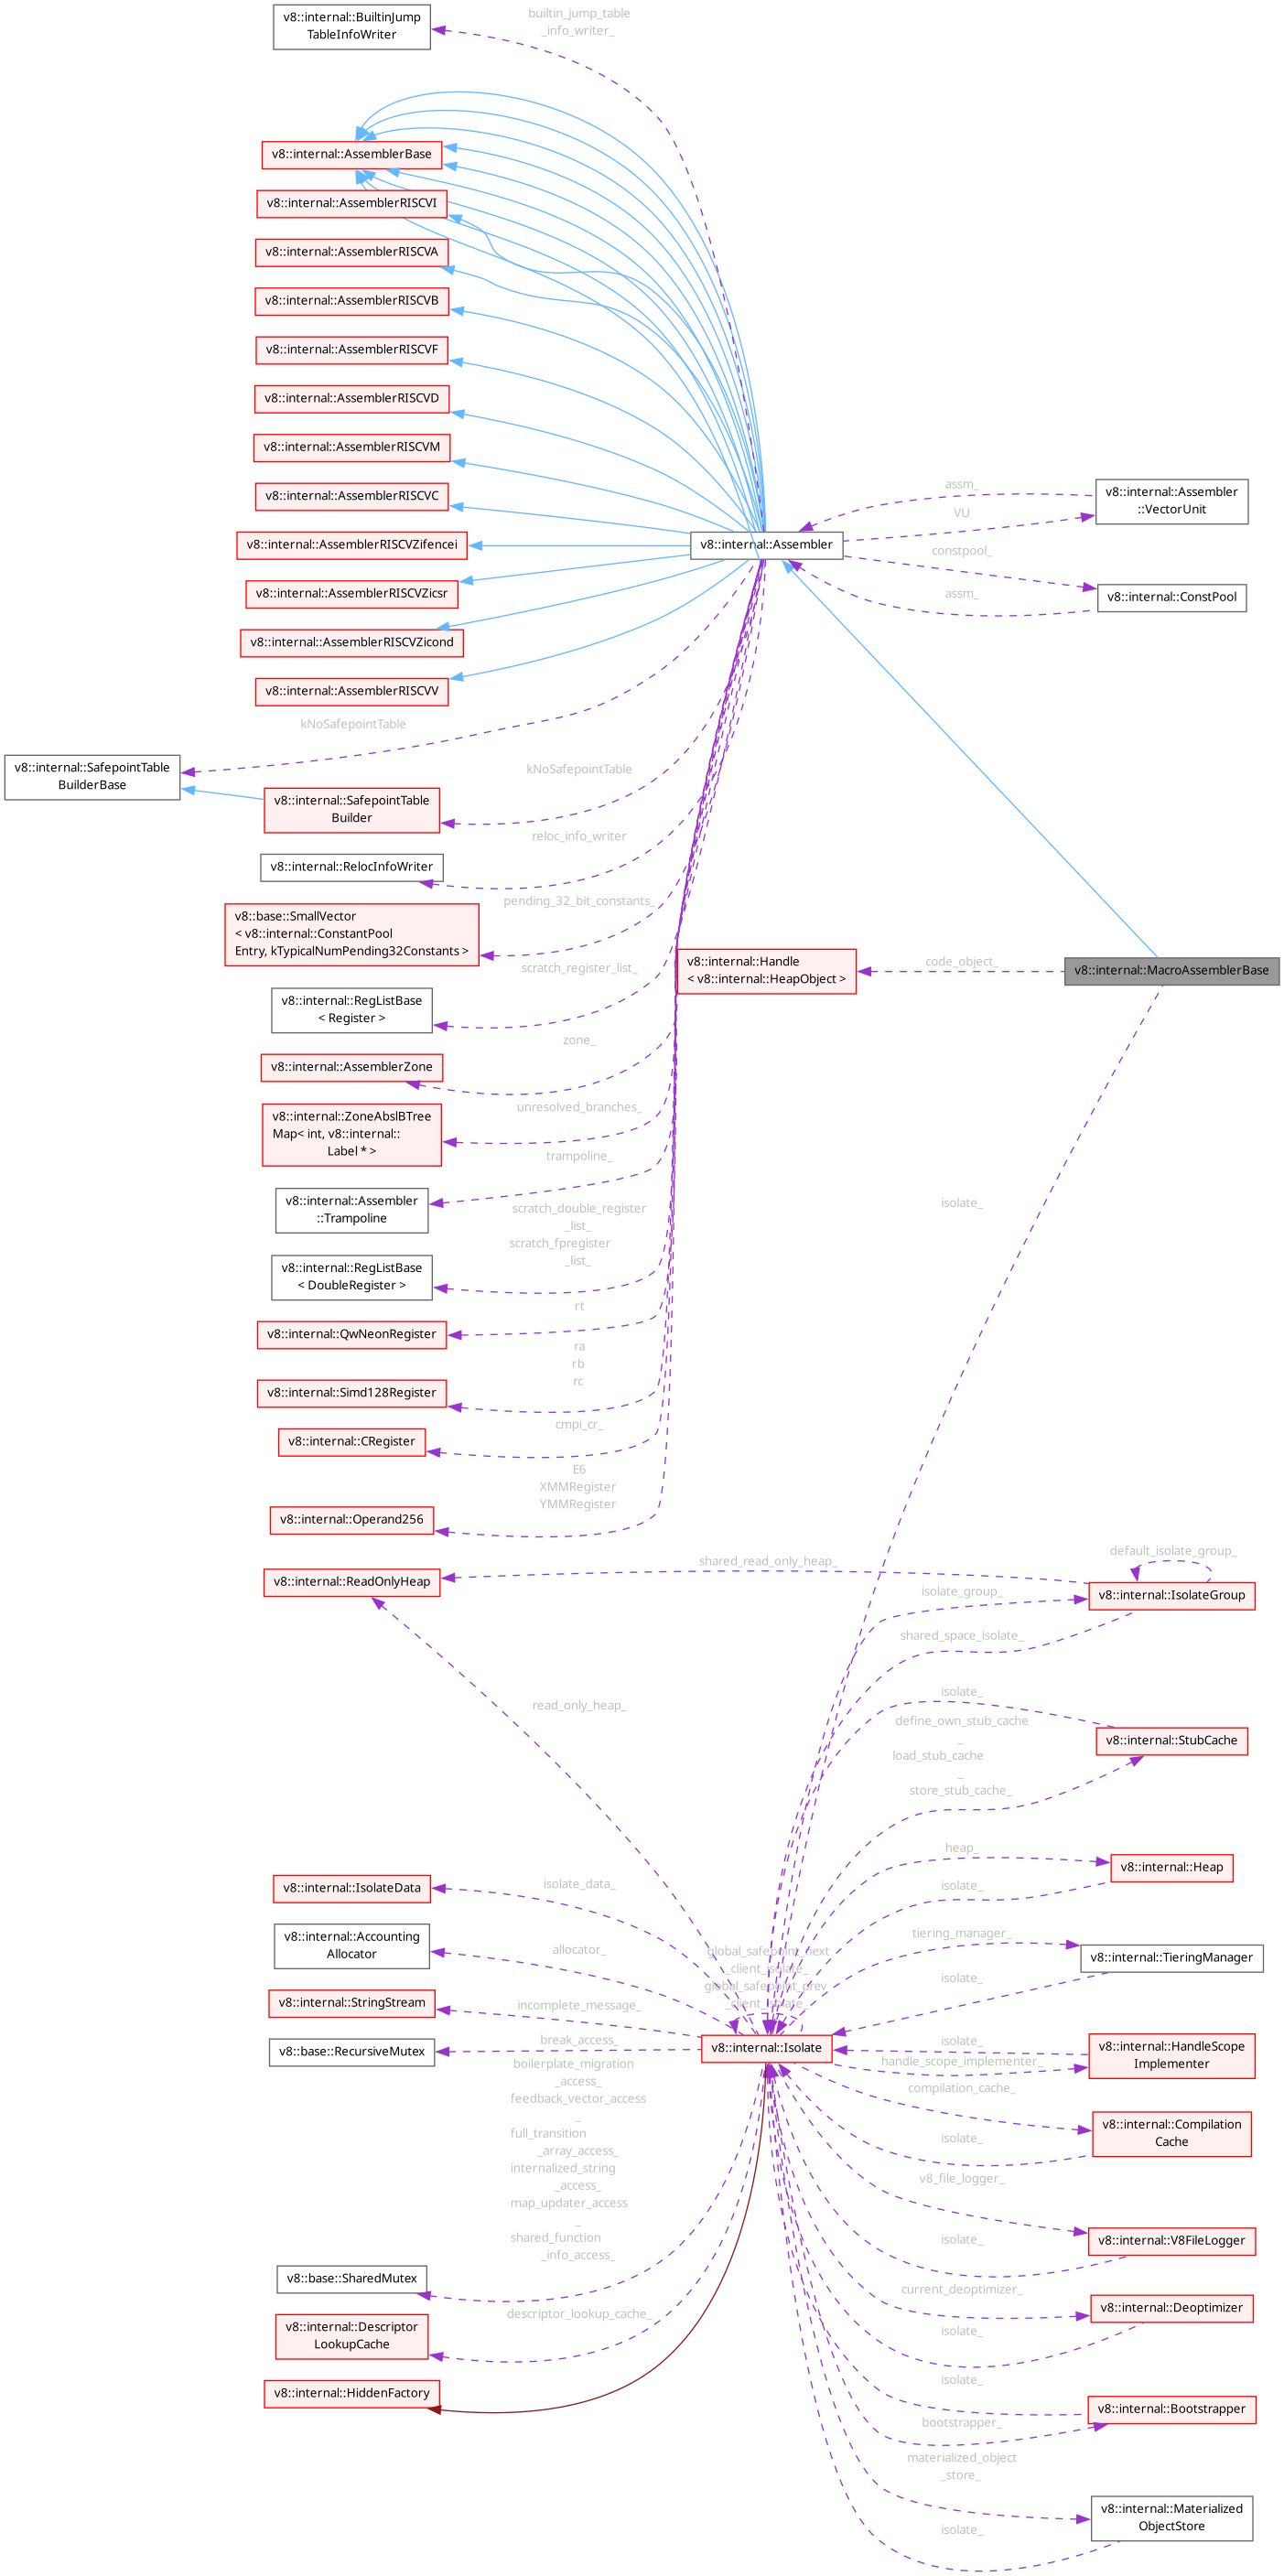 v8::internal::BuiltinJump
TableInfoWriter
builtin_jump_table
_info_writer_
v8::internal::AssemblerBase
v8::internal::AssemblerRISCVI
v8::internal::AssemblerRISCVA
v8::internal::AssemblerRISCVB
v8::internal::AssemblerRISCVF
v8::internal::AssemblerRISCVD
v8::internal::AssemblerRISCVM
v8::internal::AssemblerRISCVC
v8::internal::AssemblerRISCVZifencei
v8::internal::AssemblerRISCVZicsr
v8::internal::AssemblerRISCVZicond
v8::internal::AssemblerRISCVV
v8::internal::Assembler
assm_
VU
v8::internal::Assembler
::VectorUnit
constpool_
assm_
v8::internal::ConstPool
kNoSafepointTable
v8::internal::SafepointTable
BuilderBase
v8::internal::SafepointTable
Builder
kNoSafepointTable
v8::internal::RelocInfoWriter
reloc_info_writer
v8::base::SmallVector
< v8::internal::ConstantPool
Entry, kTypicalNumPending32Constants >
pending_32_bit_constants_
v8::internal::RegListBase
< Register >
scratch_register_list_
v8::internal::Handle
< v8::internal::HeapObject >
code_object_
v8::internal::MacroAssemblerBase
v8::internal::AssemblerZone
zone_
v8::internal::ZoneAbslBTree
Map< int, v8::internal::
Label * >
unresolved_branches_
v8::internal::Assembler
::Trampoline
trampoline_
v8::internal::RegListBase
< DoubleRegister >
scratch_double_register
_list_
scratch_fpregister
_list_
isolate_
v8::internal::QwNeonRegister
rt
v8::internal::Simd128Register
ra
rb
rc
v8::internal::CRegister
cmpi_cr_
v8::internal::Operand256
E6
XMMRegister
YMMRegister
v8::internal::ReadOnlyHeap
shared_read_only_heap_
default_isolate_group_
v8::internal::IsolateGroup
isolate_group_
shared_space_isolate_
read_only_heap_
isolate_
define_own_stub_cache
_
load_stub_cache
_
store_stub_cache_
v8::internal::StubCache
heap_
isolate_
v8::internal::Heap
v8::internal::IsolateData
isolate_data_
v8::internal::Accounting
Allocator
allocator_
global_safepoint_next
_client_isolate_
global_safepoint_prev
_client_isolate_
tiering_manager_
isolate_
v8::internal::TieringManager
v8::internal::StringStream
incomplete_message_
v8::base::RecursiveMutex
break_access_
v8::internal::Isolate
isolate_
handle_scope_implementer_
v8::internal::HandleScope
Implementer
compilation_cache_
isolate_
v8::internal::Compilation
Cache
boilerplate_migration
_access_
feedback_vector_access
_
full_transition
_array_access_
internalized_string
_access_
map_updater_access
_
shared_function
_info_access_
v8_file_logger_
isolate_
v8::internal::V8FileLogger
v8::base::SharedMutex
current_deoptimizer_
isolate_
v8::internal::Deoptimizer
v8::internal::Descriptor
LookupCache
descriptor_lookup_cache_
v8::internal::HiddenFactory
isolate_
bootstrapper_
v8::internal::Bootstrapper
materialized_object
_store_
isolate_
v8::internal::Materialized
ObjectStore